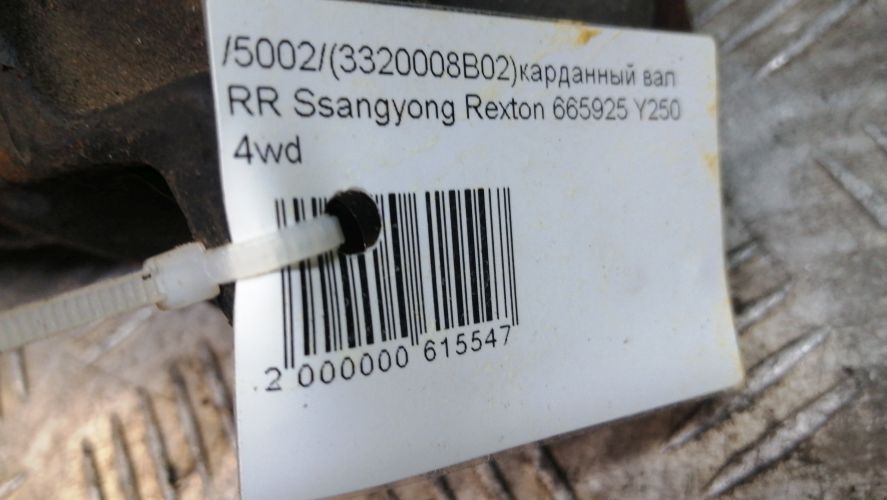 /5002/(3320008B02)карданный вал
RR Ssangyong Rexton 665925 Y250
4wd
2 000000 615547